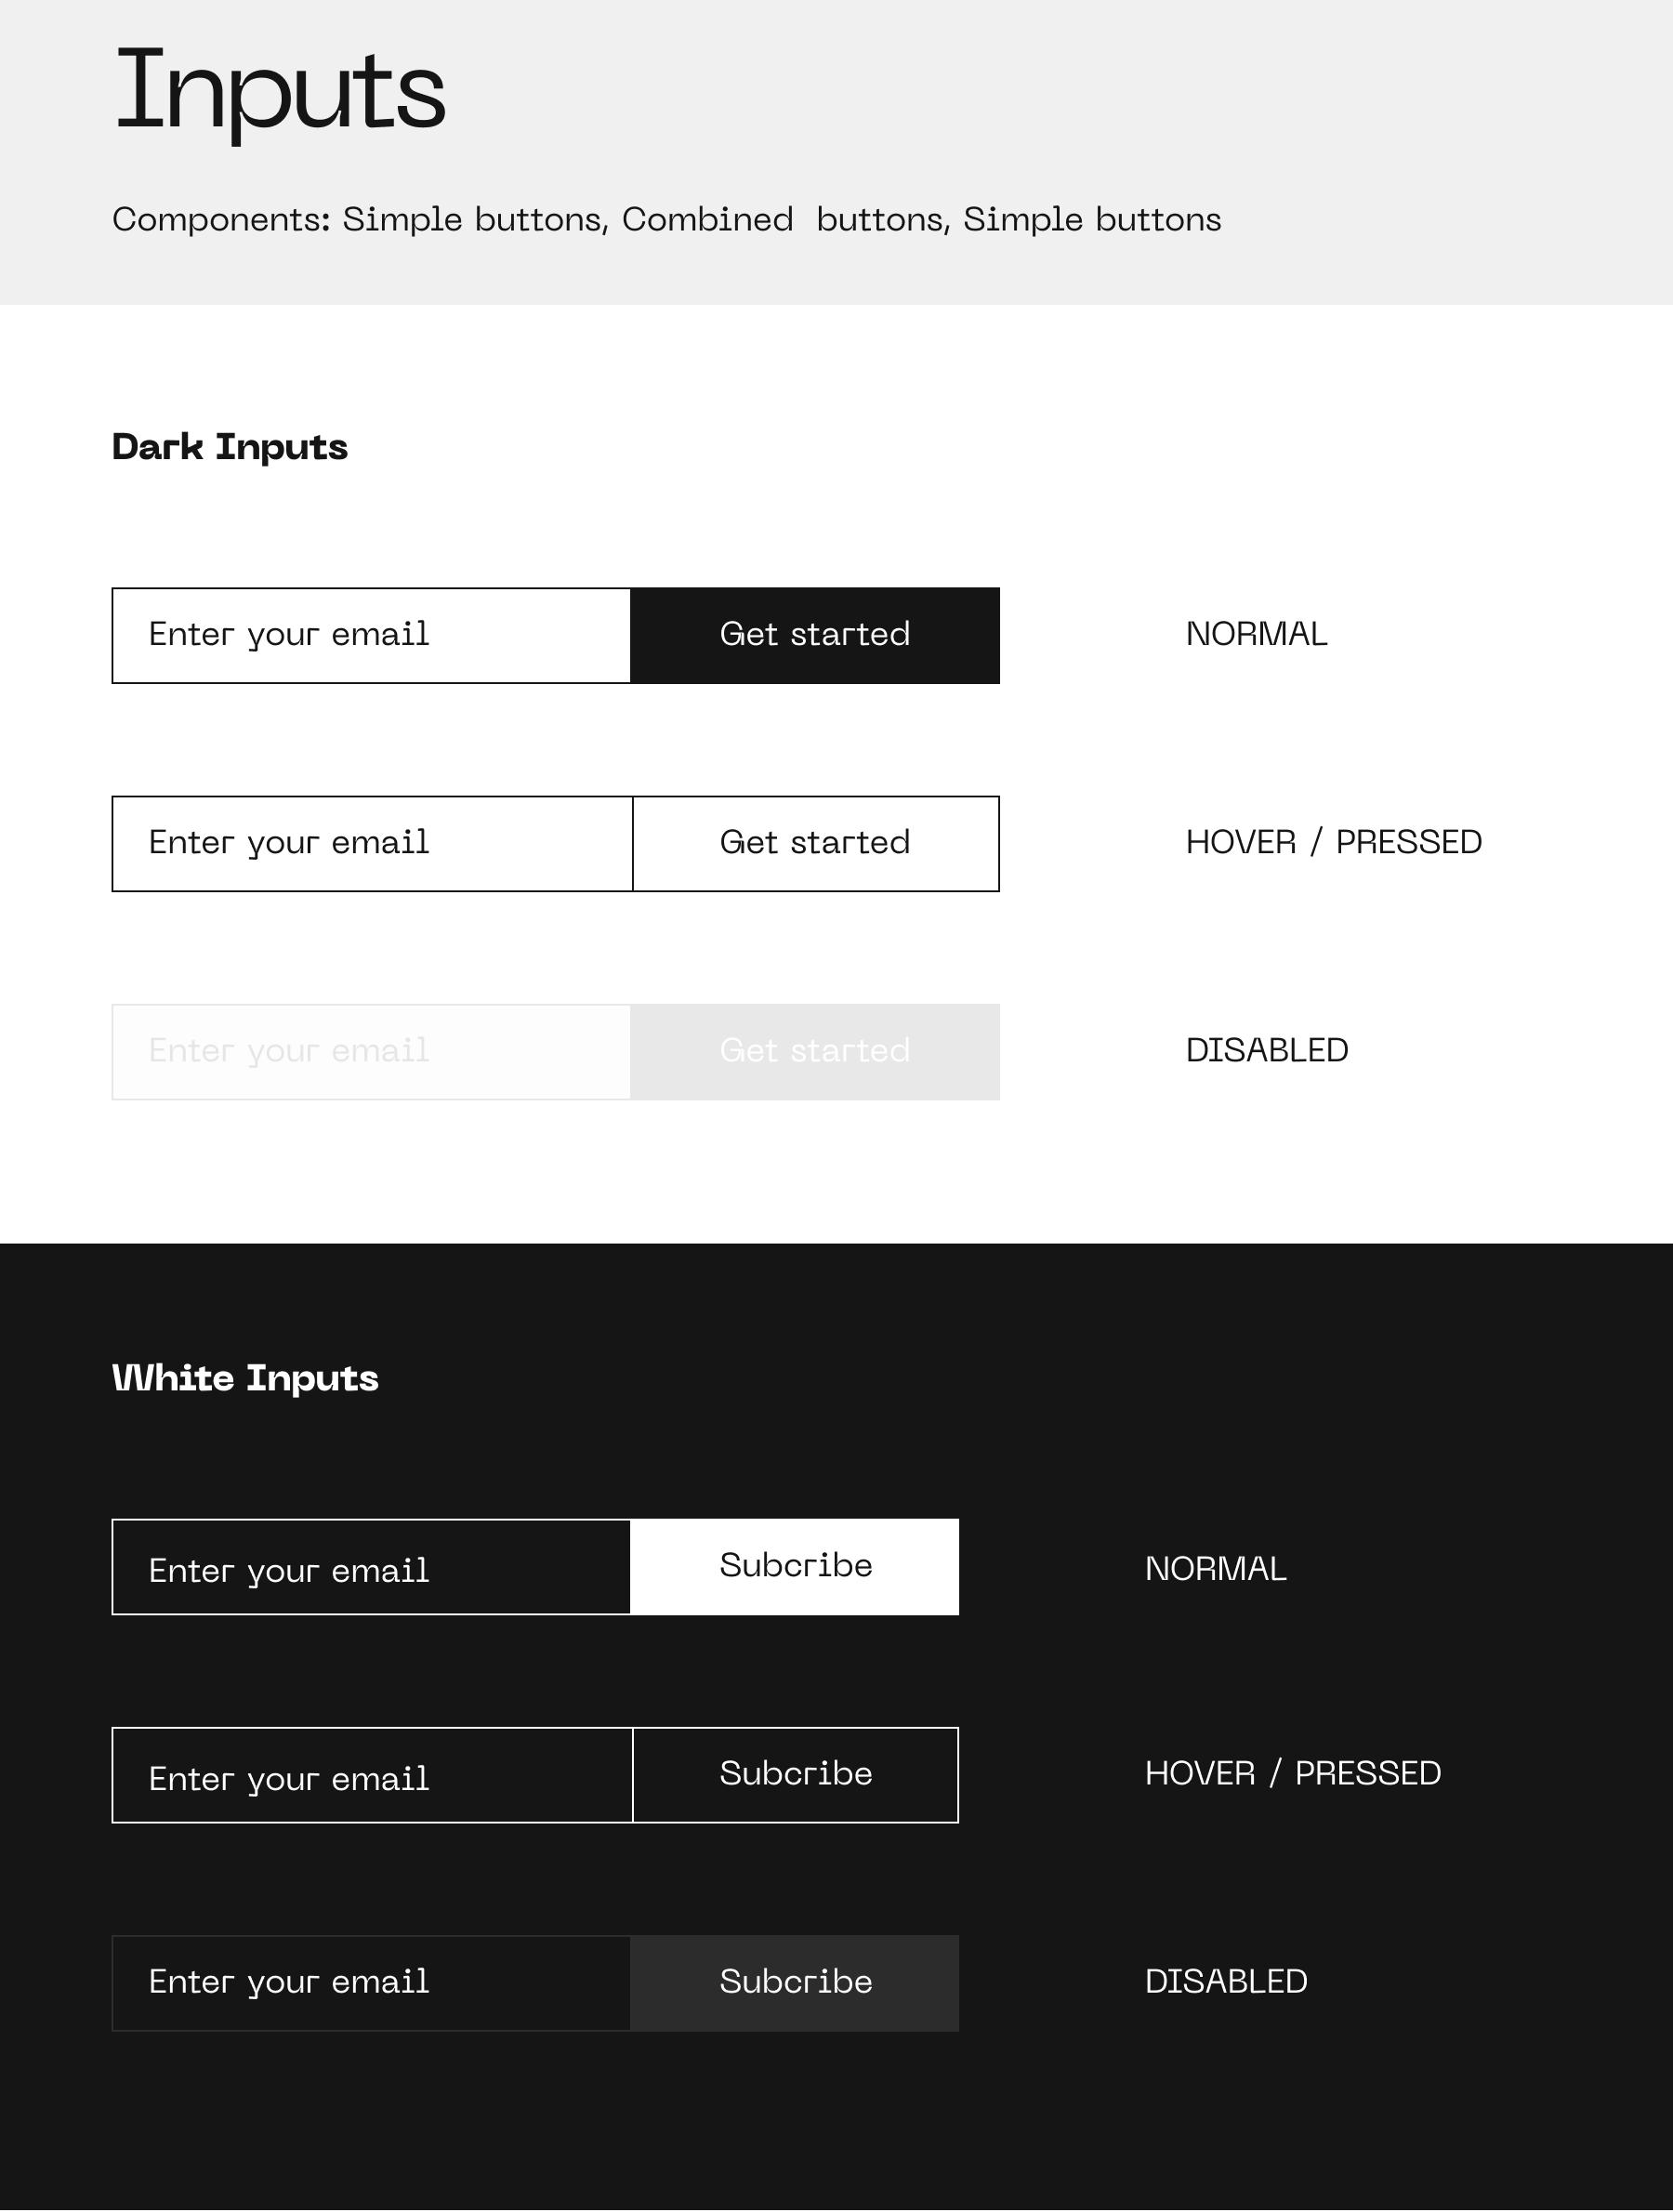 Inputs
Components: Simple buttons, Combined  buttons, Simple buttons
Dark Inputs
Enter your email Get started NORMAL
Enter your email Get started HOVER / PRESSED
Enter your email Get started DISABLED
White Inputs
Enter your email Subcribe NORMAL
Enter your email Subcribe HOVER / PRESSED
Enter your email Subcribe DISABLED